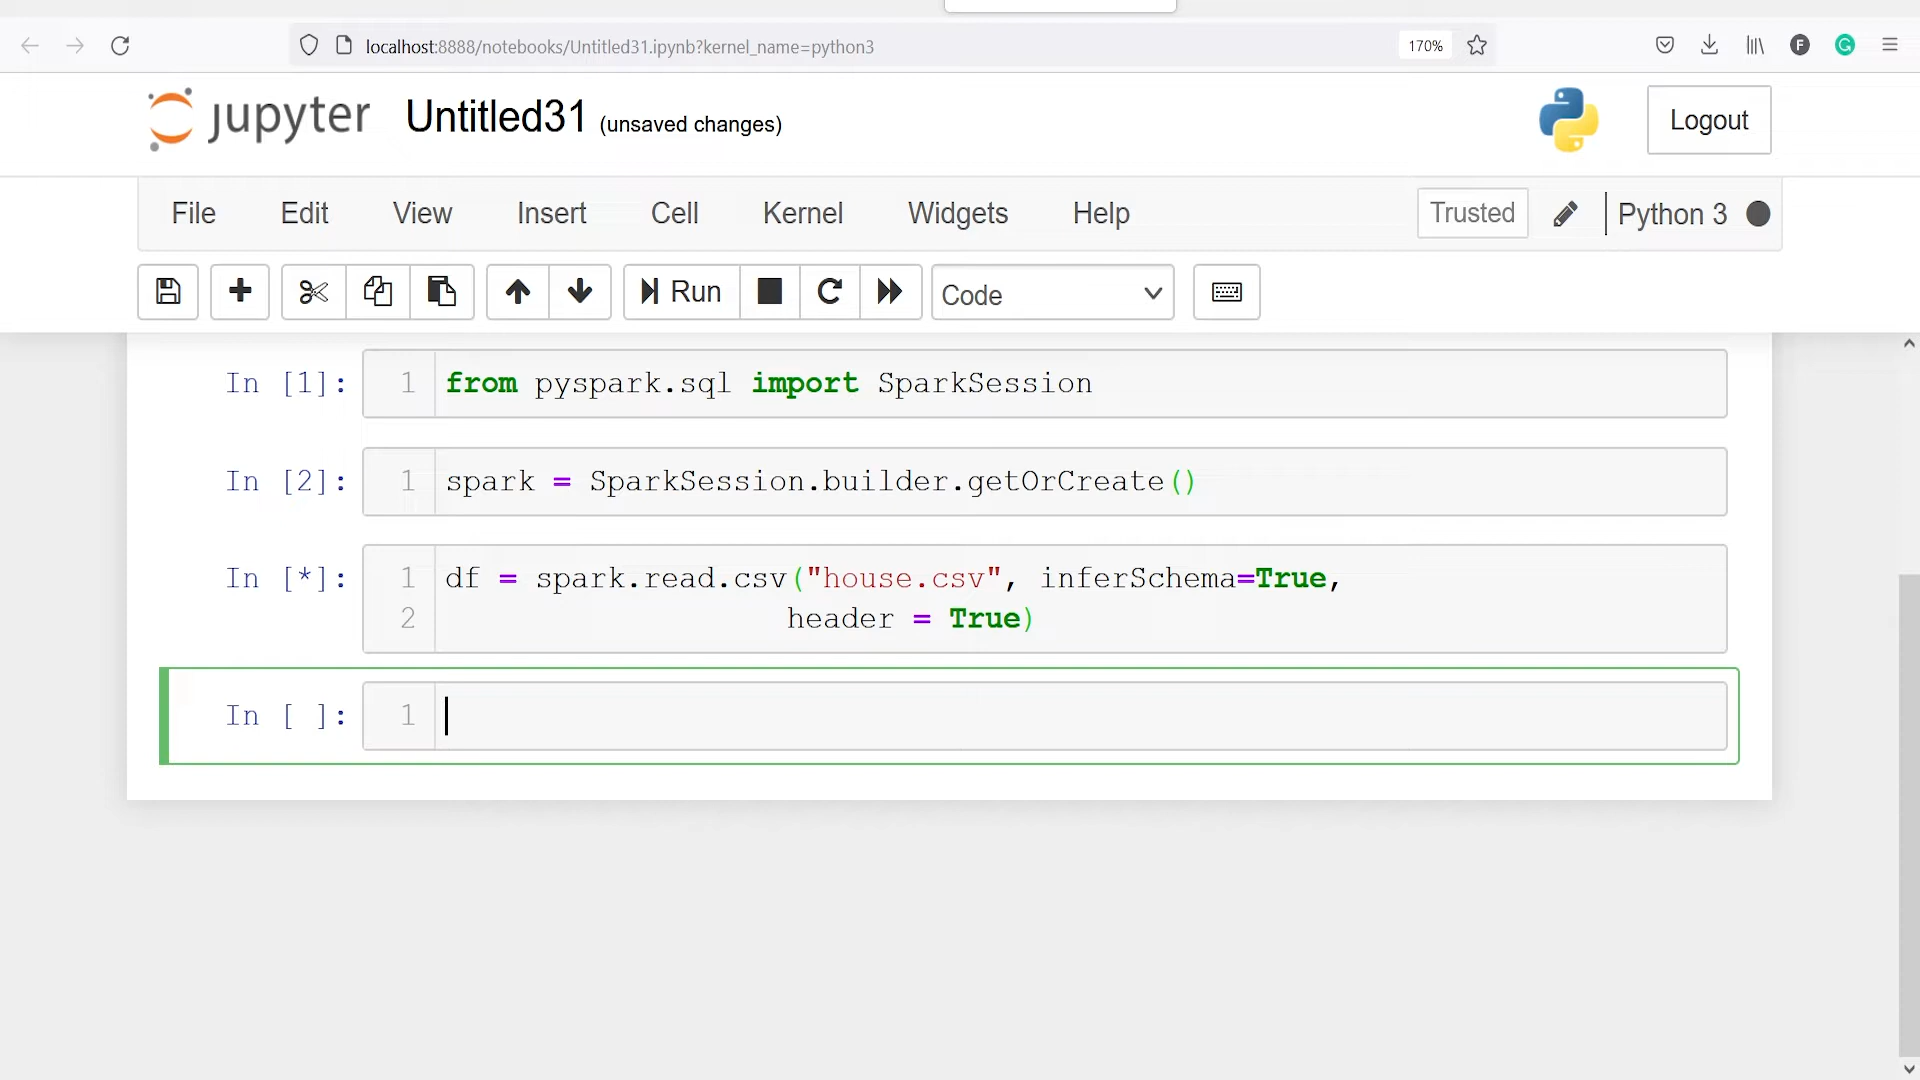 localhost:8888/notebooks/Untitled31.ipynb?kernel_name=python3 170% F G
jupyter Untitled31 (unsaved changes) Logout
File Edit View Insert Cell Kernel Widgets Help Trusted Python 3
Run Code
In [1]: 1 from pyspark.sql import SparkSession
In [2]: 1 spark = SparkSession.builder.getOrCreate()
In [*]: 1 df = spark.read.csv("house.csv", inferSchema=True,
2 header = True)
In [ ]: 1